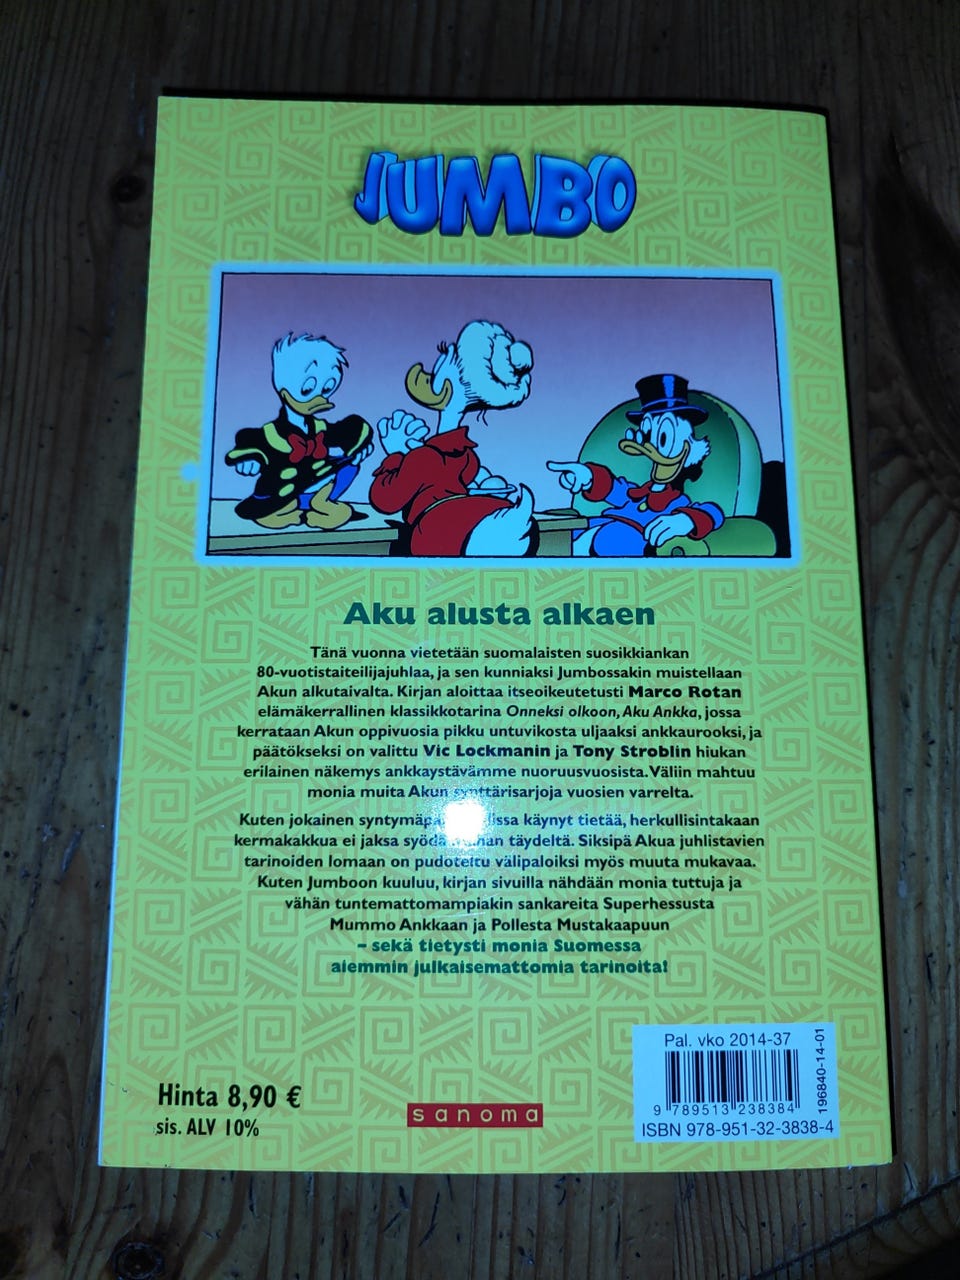 JUMBO
Aku alusta alkaen
Tänä vuonna vietetään suomalaisten suosikkiankan
80-vuotistaiteilijajuhlaa, ja sen kunniaksi Jumbossakin muistellaan
Akun alkutaivalta. Kirjan aloittaa itseoikeutetusti Marco Rotan
elämäkerrallinen klassikkotarina Onneksi olkoon, Aku Ankka, jossa
kerrataan Akun oppivuosia pikku untuvikosta uljaaksi ankkaurooksi, ja
päätökseksi on valittu Vic Lockmanin ja Tony Stroblin hiukan
erilainen näkemys ankkaystävämme nuoruusvuosista. Väliin mahtuu
monia muita Akun synttärisarjoja vuosien varrelta.
Kuten jokainen käynyt tietää, herkullisintakaan
kermakakkua ei jaksa syödä täydeltä. Siksipä Akua juhlistavien
tarinoiden lomaan on pudoteltu välipaloiksi myös muuta mukavaa.
Kuten Jumboon kuuluu, kirjan sivuilla nähdään monia tuttuja ja
vähän tuntemattomampiakin sankareita Superhessusta
Mummo Ankkaan ja Pollesta Mustakaapuun
– sekä tietysti monia Suomessa
aiemmin julkaisemattomia tarinoita!
Hinta 8,90 €
sis. ALV 10%
sanoma
Pal. vko 2014-37
9 789513 238384
ISBN 978-951-32-3838-4
196840-14-01